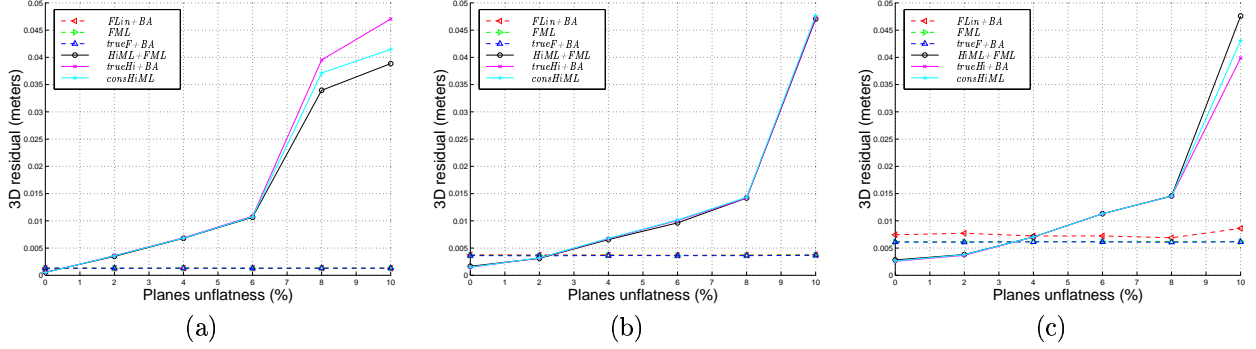 0.05
0.045
0.04
0.035
0.03
0.025
0.02
0.015
0.01
0.005
0
3D residual (meters)
FLin+BA
FML
trueF+BA
HiML+FML
trueHi+BA
consHiML
0 1 2 3 4 5 6 7 8 9 10
Planes unflatness (%)
(a)
0.05
0.045
0.04
0.035
0.03
0.025
0.02
0.015
0.01
0.005
0
3D residual (meters)
FLin+BA
FML
trueF+BA
HiML+FML
trueHi+BA
consHiML
0 1 2 3 4 5 6 7 8 9 10
Planes unflatness (%)
(b)
0.05
0.045
0.04
0.035
0.03
0.025
0.02
0.015
0.01
0.005
0
3D residual (meters)
FLin+BA
FML
trueF+BA
HiML+FML
trueHi+BA
consHiML
0 1 2 3 4 5 6 7 8 9 10
Planes unflatness (%)
(c)